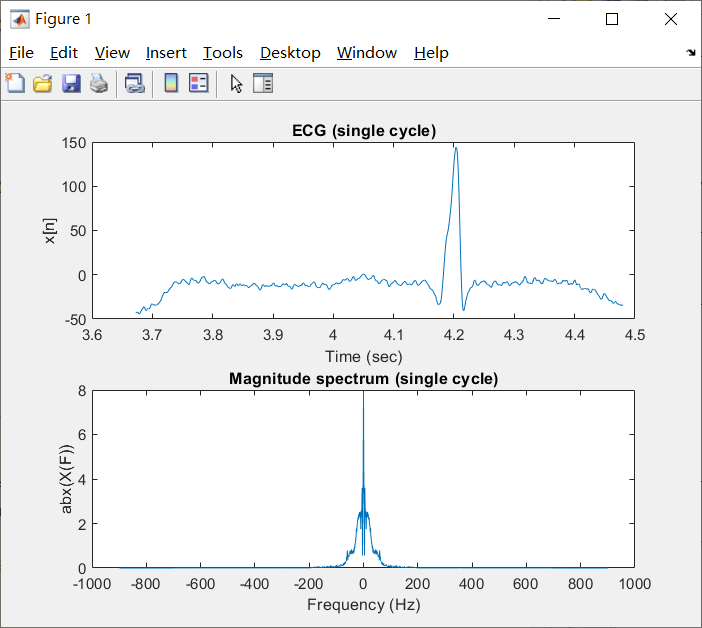 Figure 1
File Edit View Insert Tools Desktop Window Help
ECG (single cycle)
150
100
50
0
-50
x[n]
3.6 3.7 3.8 3.9 4 4.1 4.2 4.3 4.4 4.5
Time (sec)
Magnitude spectrum (single cycle)
8
6
4
2
0
abx(X(F))
-1000 -800 -600 -400 -200 0 200 400 600 800 1000
Frequency (Hz)